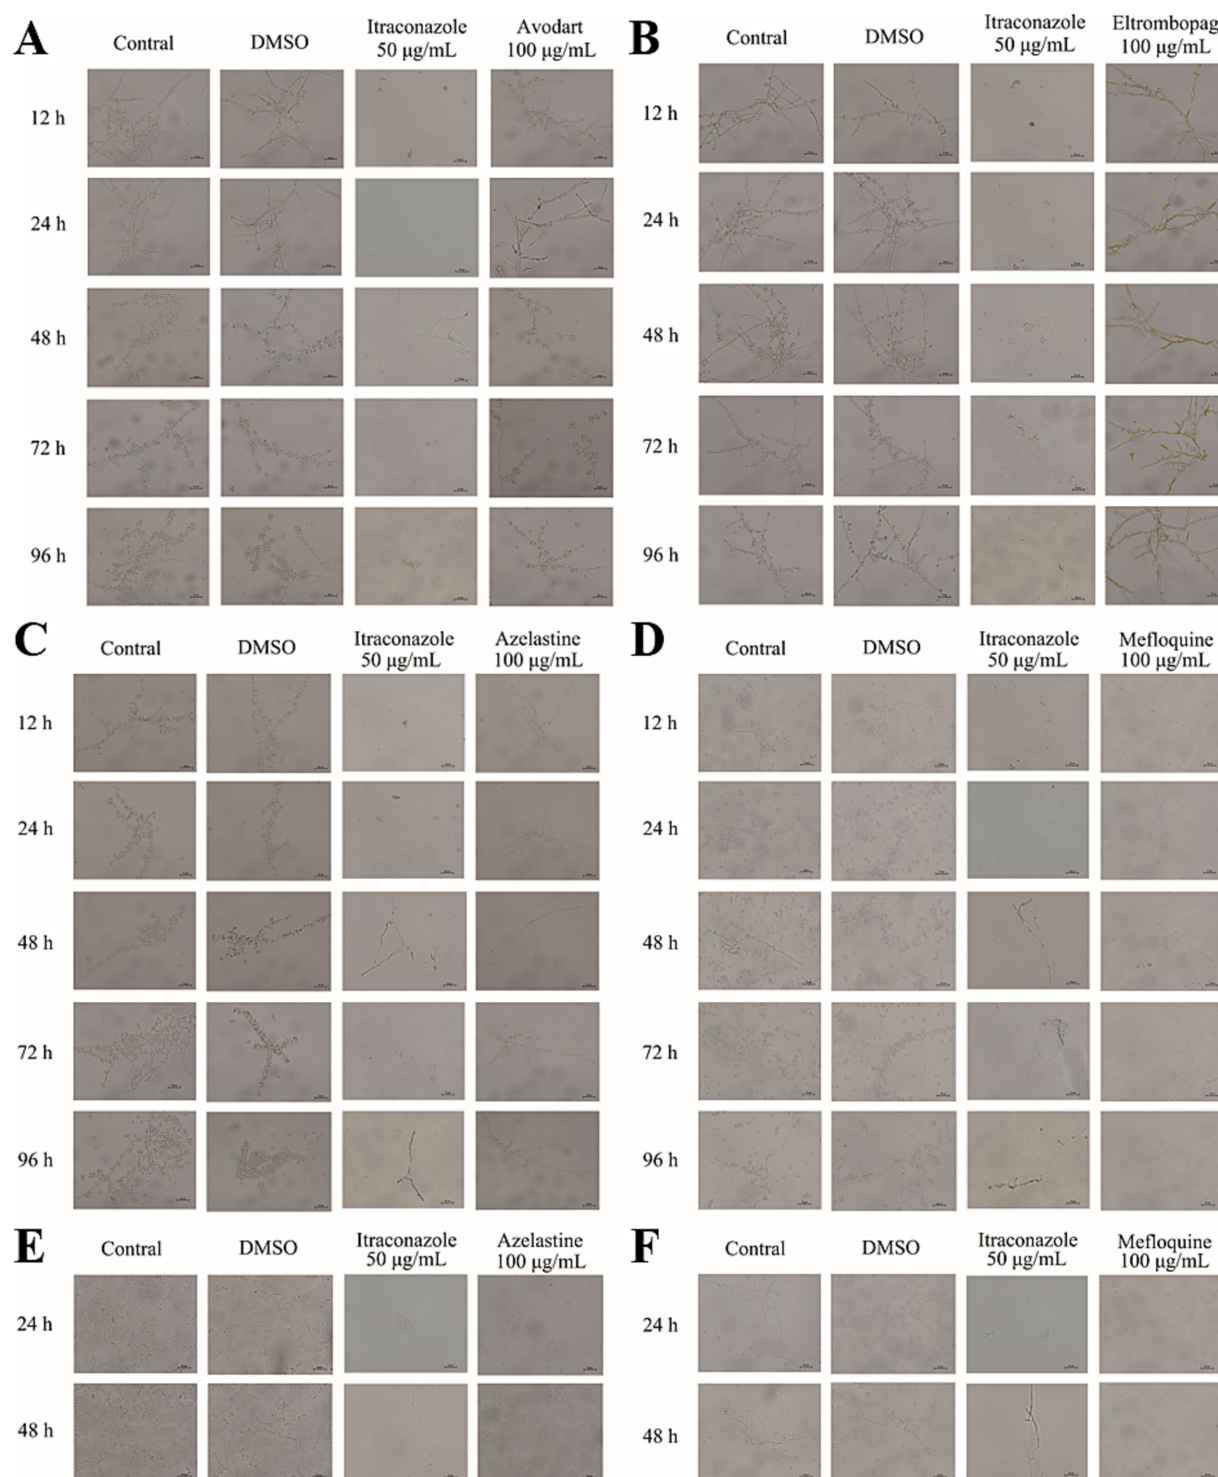 A
Contral
DMSO
Itraconazole
50 μg/mL
Avodart
100 μg/mL
12 h
24 h
48 h
72 h
96 h
B
Contral
DMSO
Itraconazole
50 μg/mL
Eltrombopag
100 μg/mL
12 h
24 h
48 h
72 h
96 h
C
Contral
DMSO
Itraconazole
50 μg/mL
Azelastine
100 μg/mL
12 h
24 h
48 h
72 h
96 h
D
Contral
DMSO
Itraconazole
50 μg/mL
Mefloquine
100 μg/mL
12 h
24 h
48 h
72 h
96 h
E
Contral
DMSO
Itraconazole
50 μg/mL
Azelastine
100 μg/mL
24 h
48 h
F
Contral
DMSO
Itraconazole
50 μg/mL
Mefloquine
100 μg/mL
24 h
48 h